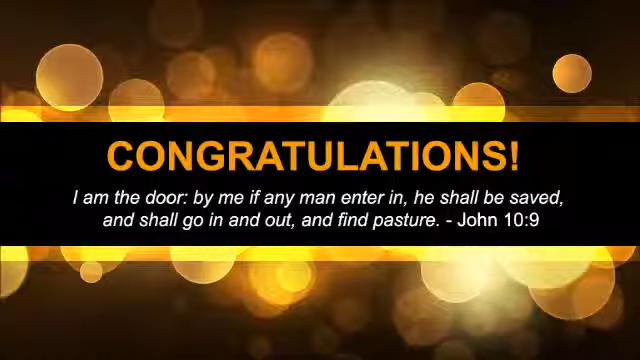 CONGRATULATIONS!
I am the door: by me if any man enter in, he shall be saved,
and shall go in and out, and find pasture. - John 10:9